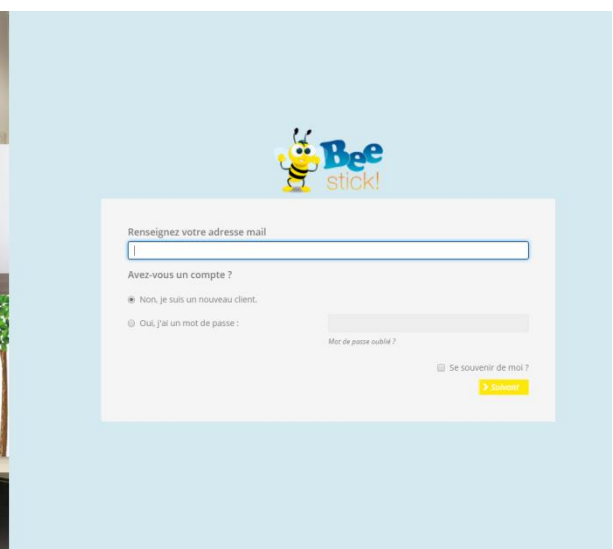 Bee
stick!
Renseignez votre adresse mail
Avez-vous un compte ?
Non, je suis un nouveau client.
Oui, j'ai un mot de passe :
Mot de passe oublié ?
Se souvenir de moi ?
Suivant